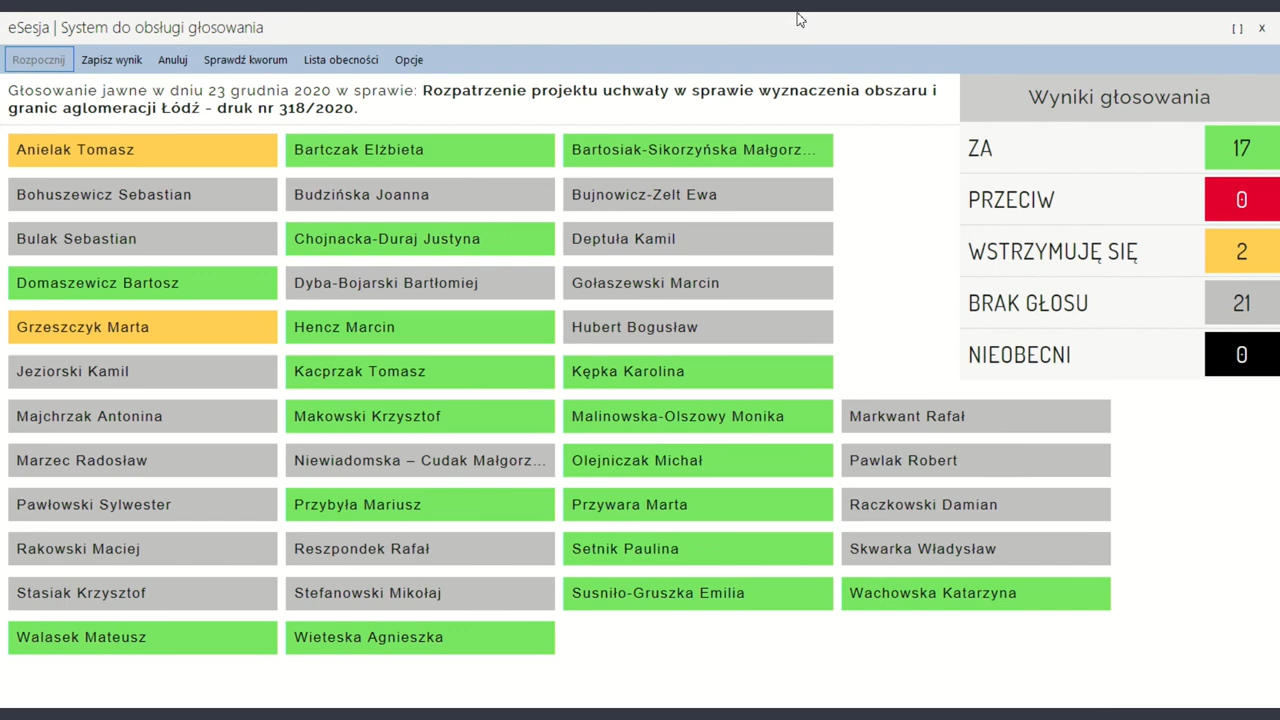 eSesja | System do obsługi głosowania
[ ] X
Rozpocznij Zapisz wynik Anuluj Sprawdź kworum Lista obecności Opcje
Głosowanie jawne w dniu 23 grudnia 2020 w sprawie: Rozpatrzenie projektu uchwały w sprawie wyznaczenia obszaru i
granic aglomeracji Łódź - druk nr 318/2020.
Wyniki głosowania
ZA 17
PRZECIW 0
WSTRZYMUJĘ SIĘ 2
BRAK GŁOSU 21
NIEOBECNI 0
Anielak Tomasz Bartczak Elżbieta Bartosiak-Sikorzyńska Małgorz...
Bohuszewicz Sebastian Budzińska Joanna Bujnowicz-Zelt Ewa
Bulak Sebastian Chojnacka-Duraj Justyna Deptuła Kamil
Domaszewicz Bartosz Dyba-Bojarski Bartłomiej Gołaszewski Marcin
Grzeszczyk Marta Hencz Marcin Hubert Bogusław
Jeziorski Kamil Kacprzak Tomasz Kępka Karolina
Majchrzak Antonina Makowski Krzysztof Malinowska-Olszowy Monika Markwant Rafał
Marzec Radosław Niewiadomska – Cudak Małgorz... Olejniczak Michał Pawlak Robert
Pawłowski Sylwester Przybyła Mariusz Przywara Marta Raczkowski Damian
Rakowski Maciej Reszpondek Rafał Setnik Paulina Skwarka Władysław
Stasiak Krzysztof Stefanowski Mikołaj Susniło-Gruszka Emilia Wachowska Katarzyna
Walasek Mateusz Wieteska Agnieszka